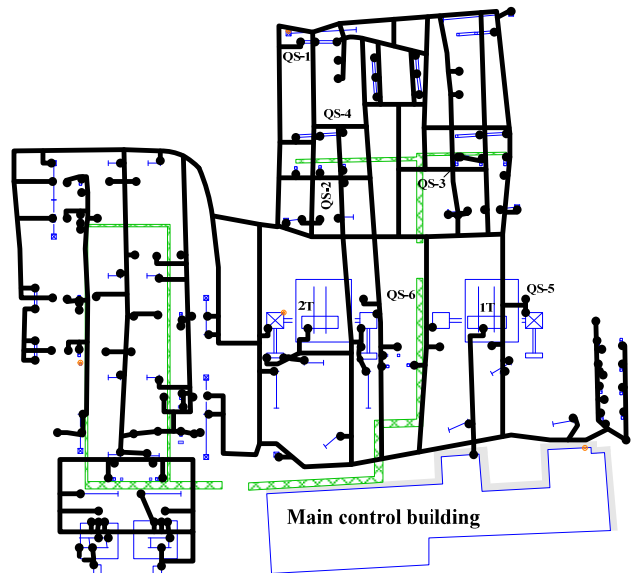 QS-1
QS-4
QS-3
QS-2
QS-6
QS-5
2T
1T
Main control building